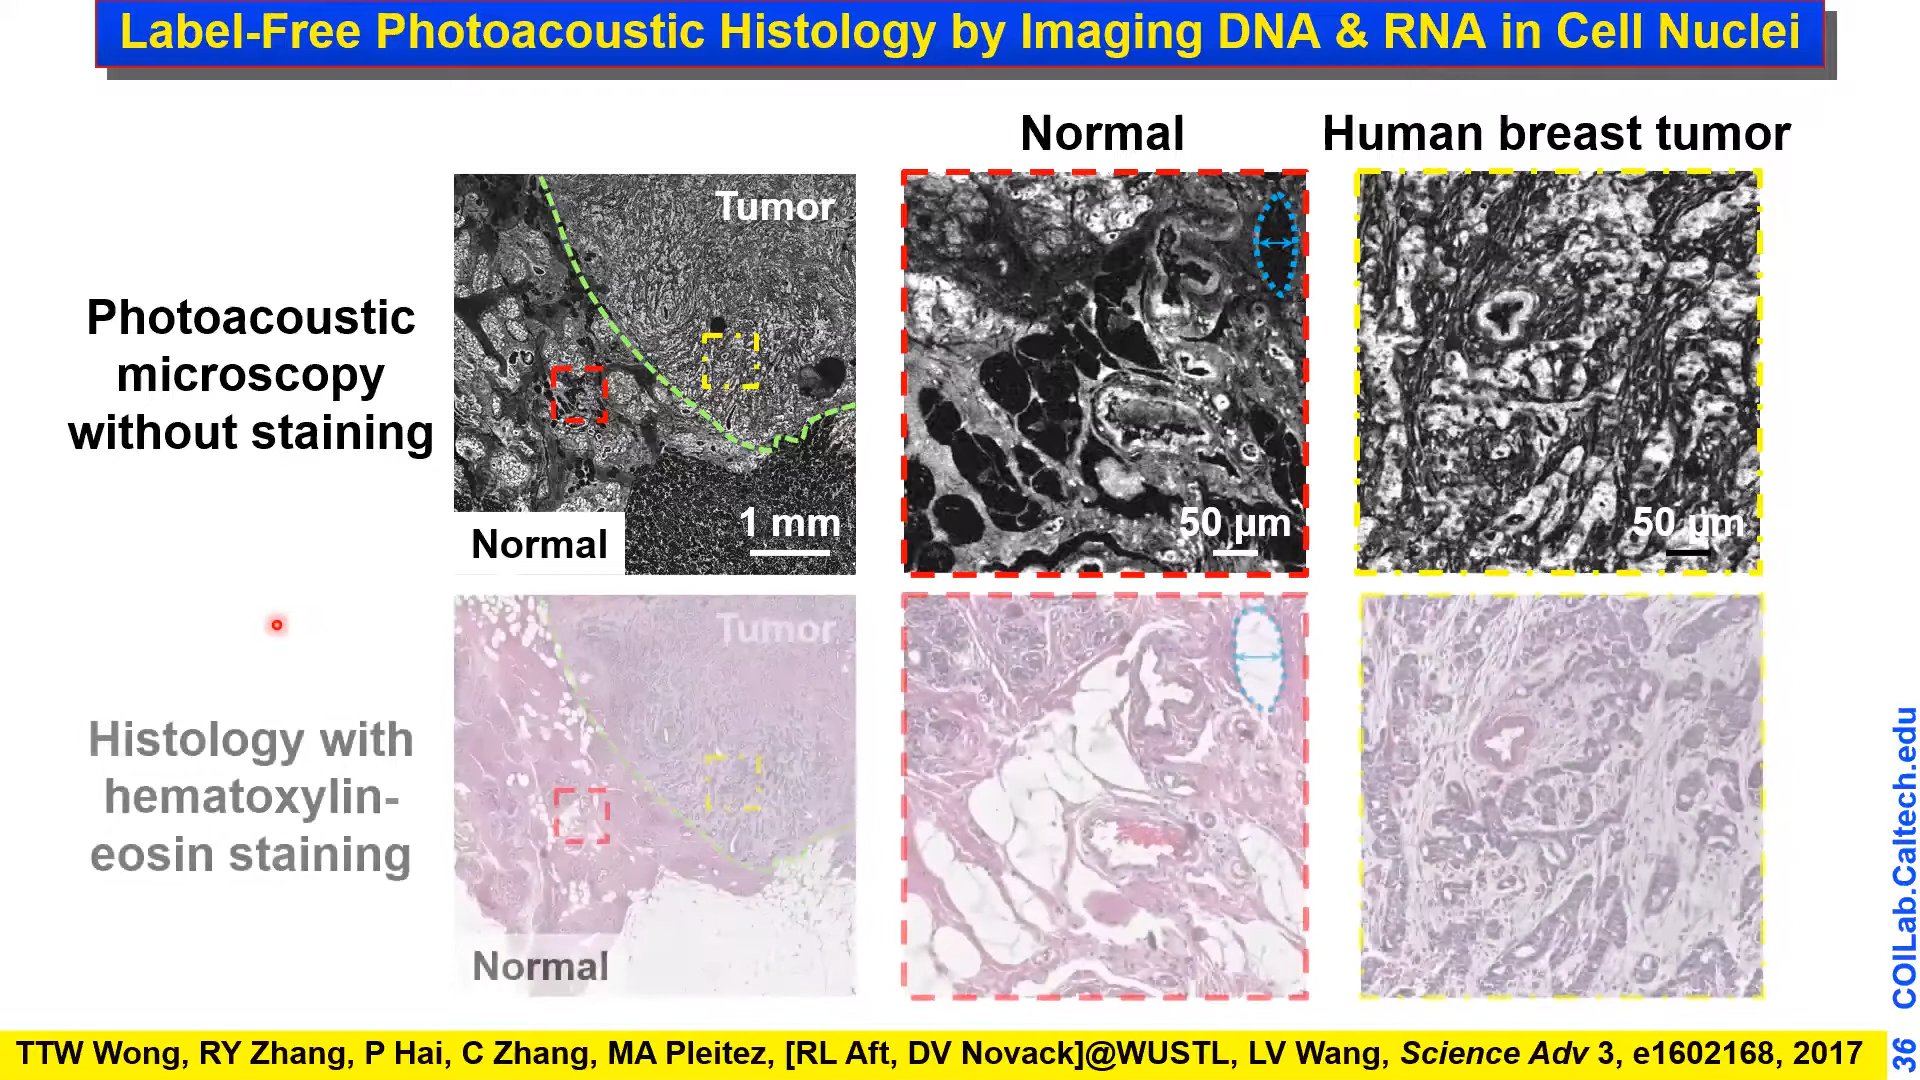 Label-Free Photoacoustic Histology by Imaging DNA & RNA in Cell Nuclei
Normal
Human breast tumor
Photoacoustic
microscopy
without staining
Tumor
Normal
1 mm
50 µm
50 µm
Histology with
hematoxylin-
eosin staining
Tumor
Normal
COILab.Caltech.edu
36
TTW Wong, RY Zhang, P Hai, C Zhang, MA Pleitez, [RL Aft, DV Novack]@WUSTL, LV Wang, Science Adv 3, e1602168, 2017